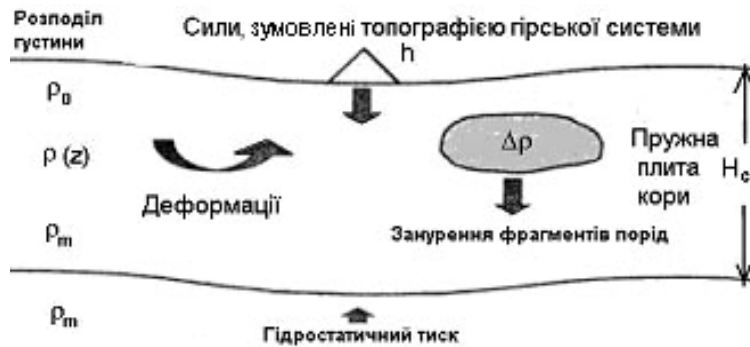 Розподіл
густини
Сили, зумовлені топографією гірської системи
h
ρ₀
ρ (z)
Δρ
Пружна
плита
кори
H_c
Деформації
ρₘ
Занурення фрагментів порід
ρₘ
Гідростатичний тиск